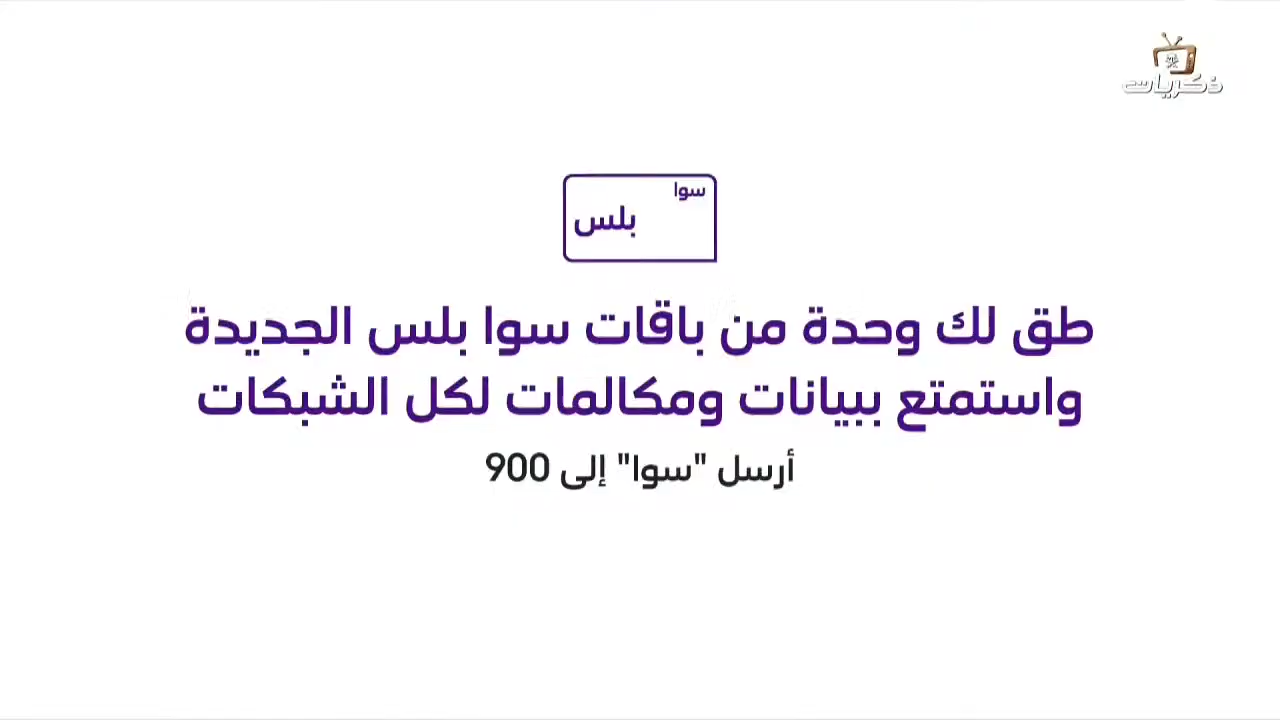 ذكريات
سوا
بلس
طق لك وحدة من باقات سوا بلس الجديدة
واستمتع ببيانات ومكالمات لكل الشبكات
أرسل "سوا" إلى 900